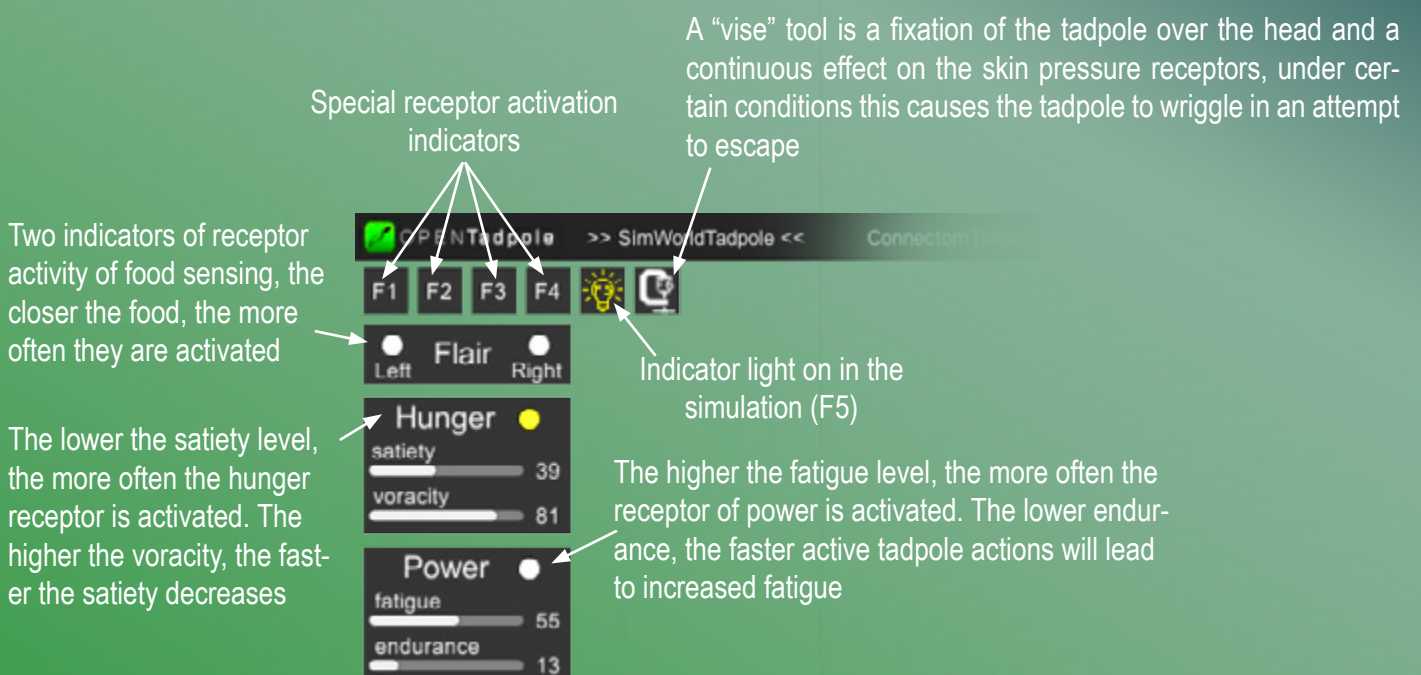 A “vise” tool is a fixation of the tadpole over the head and a
continuous effect on the skin pressure receptors, under cer-
tain conditions this causes the tadpole to wriggle in an attempt
to escape
Special receptor activation
indicators
Two indicators of receptor
activity of food sensing, the
closer the food, the more
often they are activated
OPENTadpole >> SimWorldTadpole << ConnectomTadpole
F1 F2 F3 F4
Flair
Left Right
Indicator light on in the
simulation (F5)
The lower the satiety level,
the more often the hunger
receptor is activated. The
higher the voracity, the fast-
er the satiety decreases
Hunger
satiety
39
voracity
81
The higher the fatigue level, the more often the
receptor of power is activated. The lower endur-
ance, the faster active tadpole actions will lead
to increased fatigue
Power
fatigue
55
endurance
13